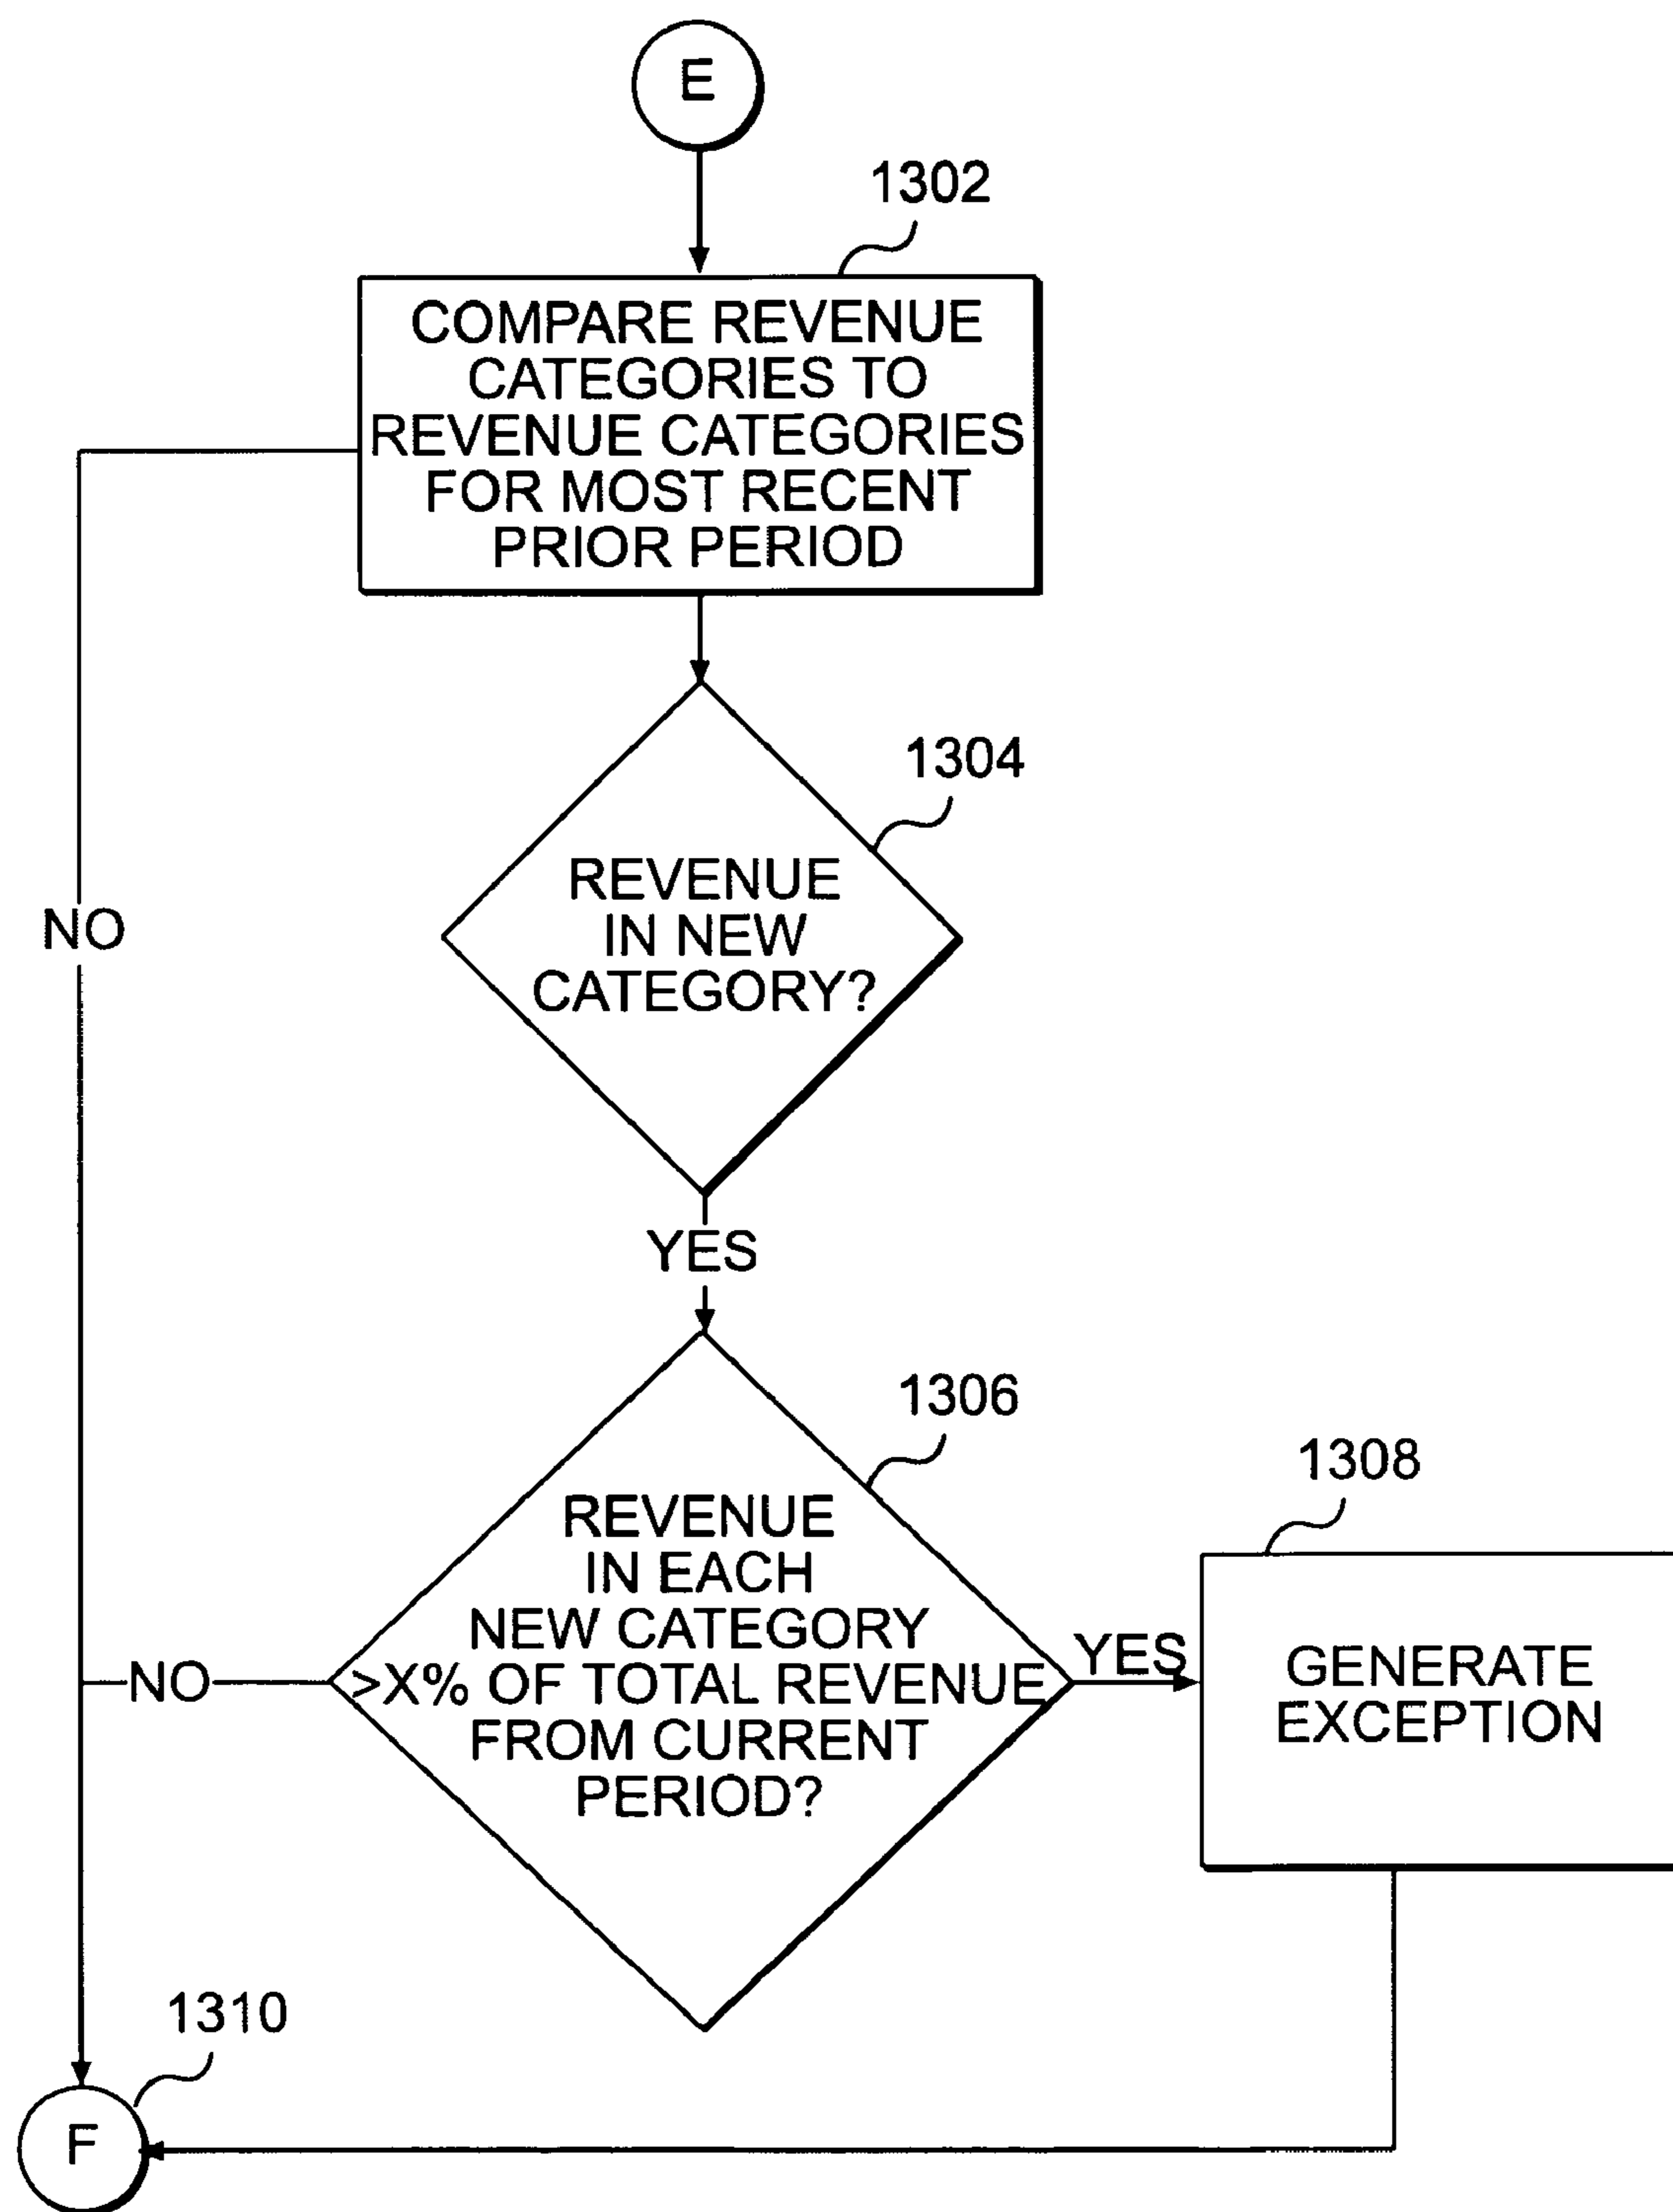 E
1302
COMPARE REVENUE
CATEGORIES TO
REVENUE CATEGORIES
FOR MOST RECENT
PRIOR PERIOD
1304
REVENUE
IN NEW
CATEGORY?
NO
YES
1306
REVENUE
IN EACH
NEW CATEGORY
>X% OF TOTAL REVENUE
FROM CURRENT
PERIOD?
NO
YES
1308
GENERATE
EXCEPTION
1310
F